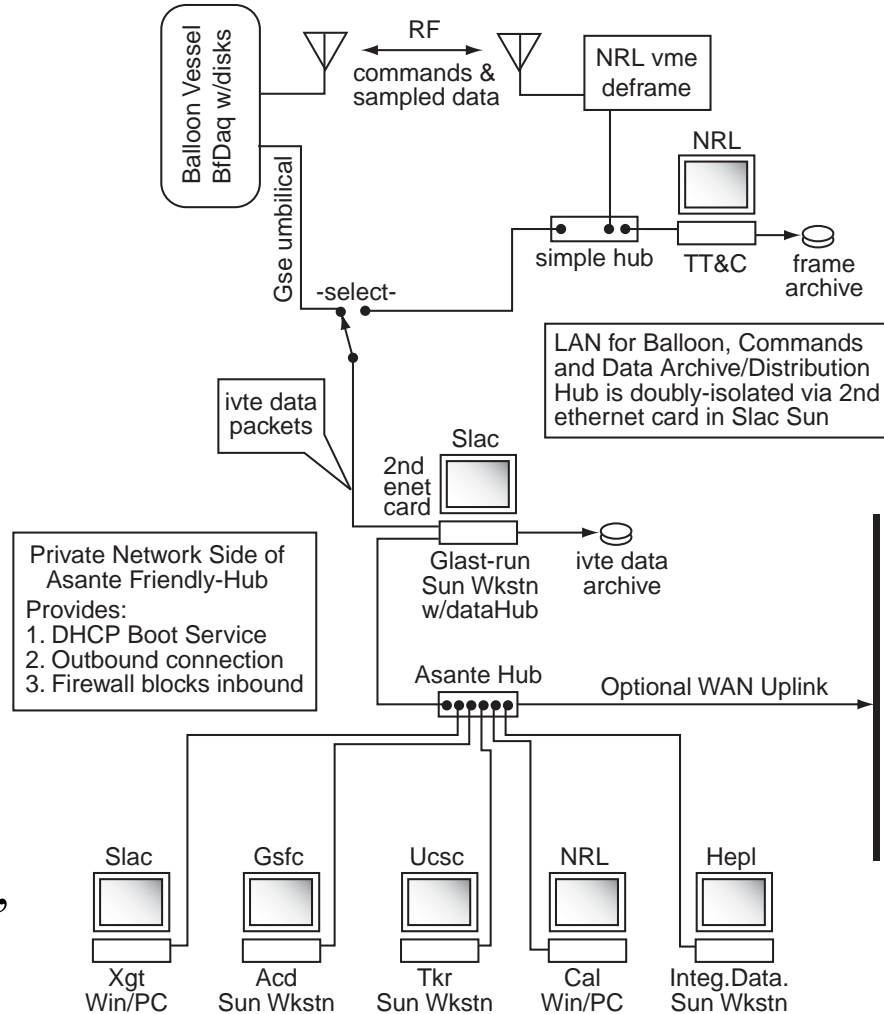 Balloon Vessel
BfDaq w/disks
RF
commands &
sampled data
NRL vme
deframe
NRL
Gse umbilical
simple hub
TT&C
frame
archive
-select-
LAN for Balloon, Commands
and Data Archive/Distribution
Hub is doubly-isolated via 2nd
ethernet card in Slac Sun
ivte data
packets
Slac
2nd
enet
card
Glast-run
Sun Wkstn
w/dataHub
ivte data
archive
Private Network Side of
Asante Friendly-Hub
Provides:
1. DHCP Boot Service
2. Outbound connection
3. Firewall blocks inbound
Asante Hub
Optional WAN Uplink
Slac
Gsfc
Ucsc
NRL
Hepl
,
Xgt
Win/PC
Acd
Sun Wkstn
Tkr
Sun Wkstn
Cal
Win/PC
Integ.Data.
Sun Wkstn